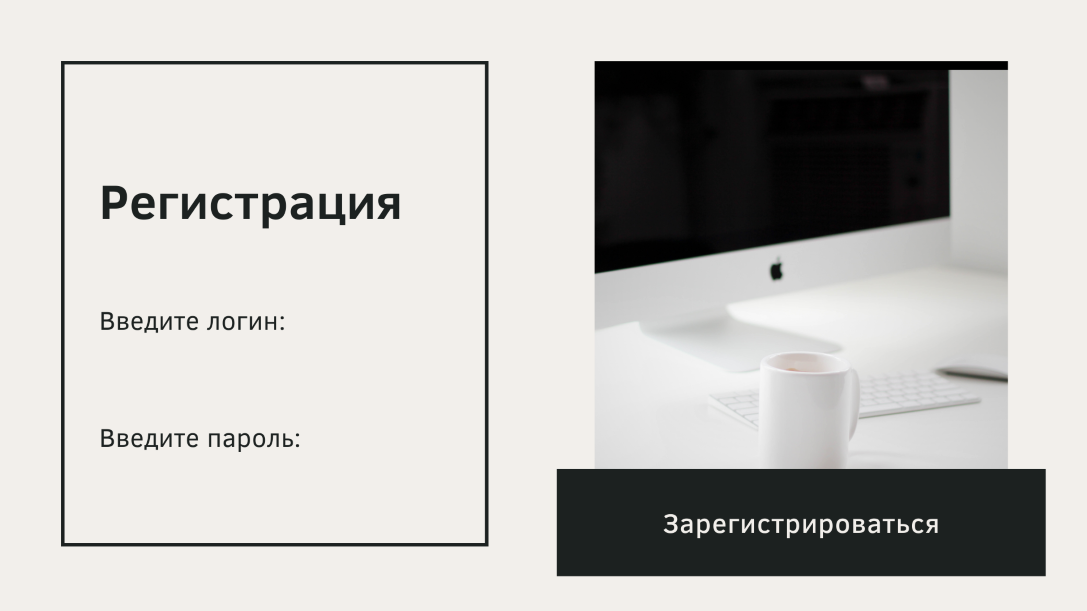 Регистрация
Введите логин:
Введите пароль:
Зарегистрироваться